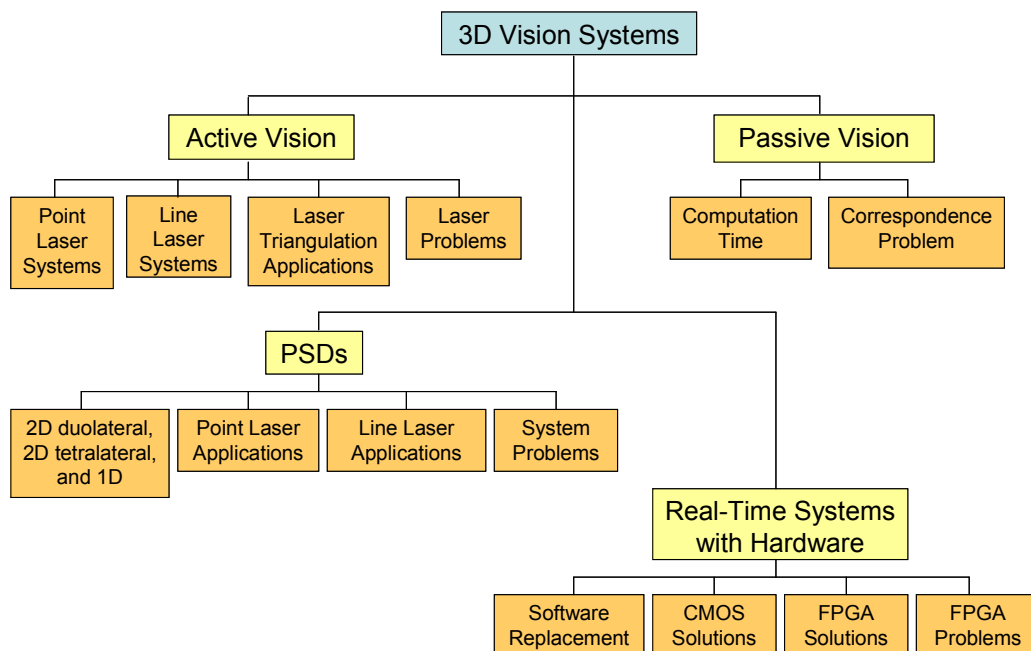 3D Vision Systems
Active Vision
Passive Vision
Point
Laser
Systems
Line
Laser
Systems
Laser
Triangulation
Applications
Laser
Problems
Computation
Time
Correspondence
Problem
PSDs
2D duolateral,
2D tetralateral,
and 1D
Point Laser
Applications
Line Laser
Applications
System
Problems
Real-Time Systems
with Hardware
Software
Replacement
CMOS
Solutions
FPGA
Solutions
FPGA
Problems